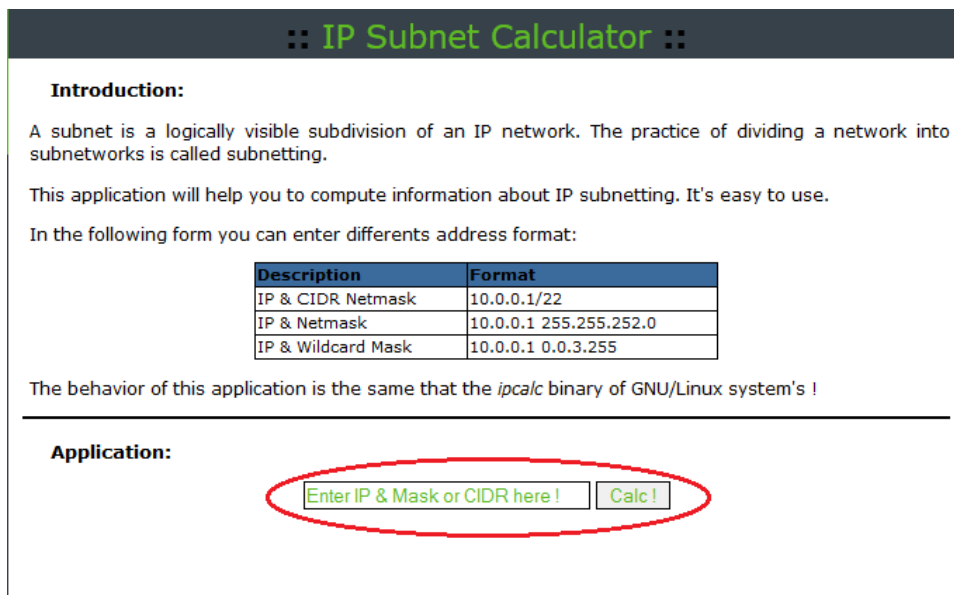 :: IP Subnet Calculator ::
Introduction:
A subnet is a logically visible subdivision of an IP network. The practice of dividing a network into
subnetworks is called subnetting.
This application will help you to compute information about IP subnetting. It's easy to use.
In the following form you can enter differents address format:
Description Format
IP & CIDR Netmask 10.0.0.1/22
IP & Netmask 10.0.0.1 255.255.252.0
IP & Wildcard Mask 10.0.0.1 0.0.3.255
The behavior of this application is the same that the ipcalc binary of GNU/Linux system's !
Application:
Enter IP & Mask or CIDR here ! Calc !